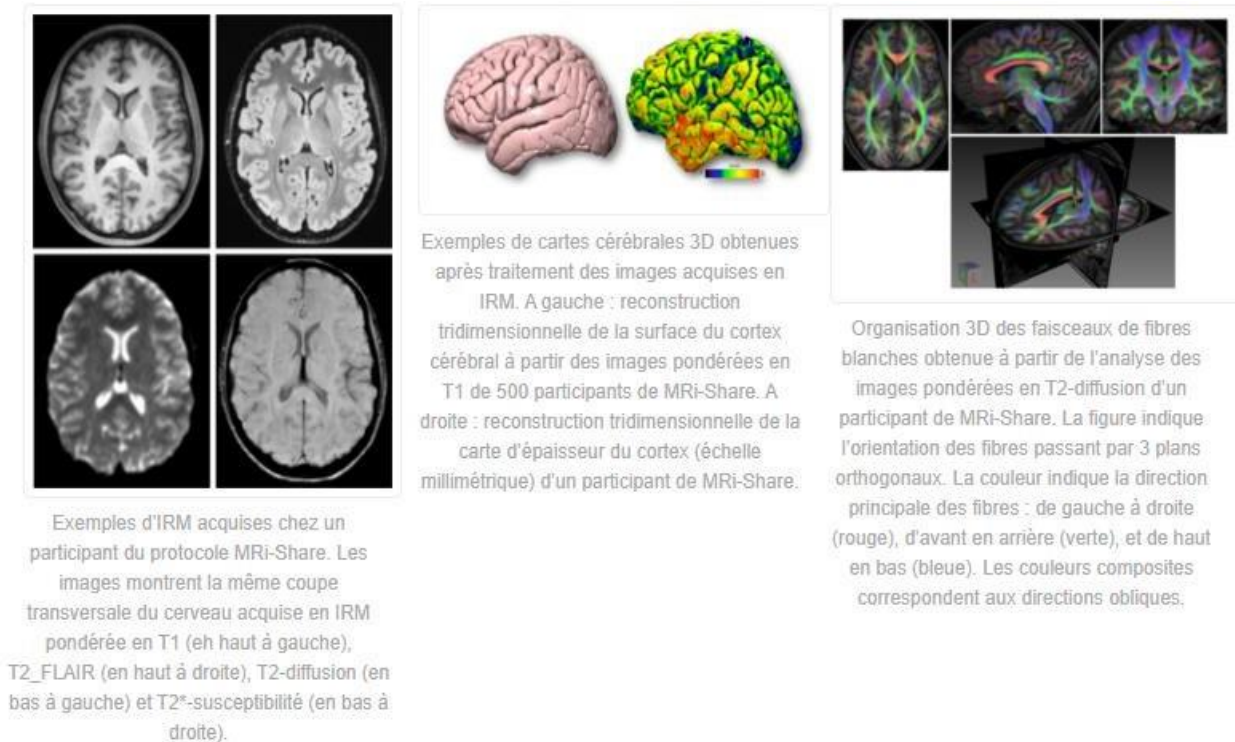 Exemples d'IRM acquises chez un
participant du protocole MRi-Share. Les
images montrent la même coupe
transversale du cerveau acquise en IRM
pondérée en T1 (eh haut à gauche),
T2_FLAIR (en haut à droite), T2-diffusion (en
bas à gauche) et T2*-susceptibilité (en bas à
droite).
Exemples de cartes cérébrales 3D obtenues
après traitement des images acquises en
IRM. A gauche : reconstruction
tridimensionnelle de la surface du cortex
cérébral à partir des images pondérées en
T1 de 500 participants de MRi-Share. A
droite : reconstruction tridimensionnelle de la
carte d'épaisseur du cortex (échelle
millimétrique) d'un participant de MRi-Share.
Organisation 3D des faisceaux de fibres
blanches obtenue à partir de l'analyse des
images pondérées en T2-diffusion d'un
participant de MRi-Share. La figure indique
l'orientation des fibres passant par 3 plans
orthogonaux. La couleur indique la direction
principale des fibres : de gauche à droite
(rouge), d'avant en arrière (verte), et de haut
en bas (bleue). Les couleurs composites
correspondent aux directions obliques.